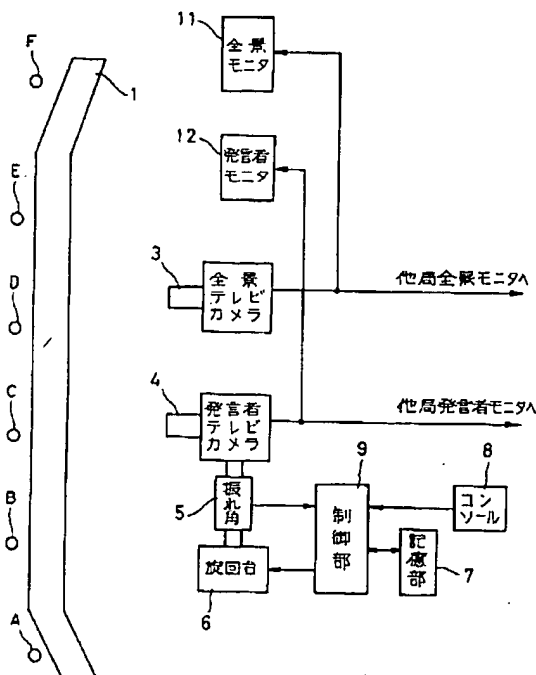 11
全景
モニタ
F
1
12
発言者
モニタ
E
3
全景
テレビ
カメラ
他局全景モニタへ
D
4
発言者
テレビ
カメラ
他局発言者モニタへ
C
5
振れ角
9
制御部
8
コン
ソール
B
6
旋回台
記憶部
7
A